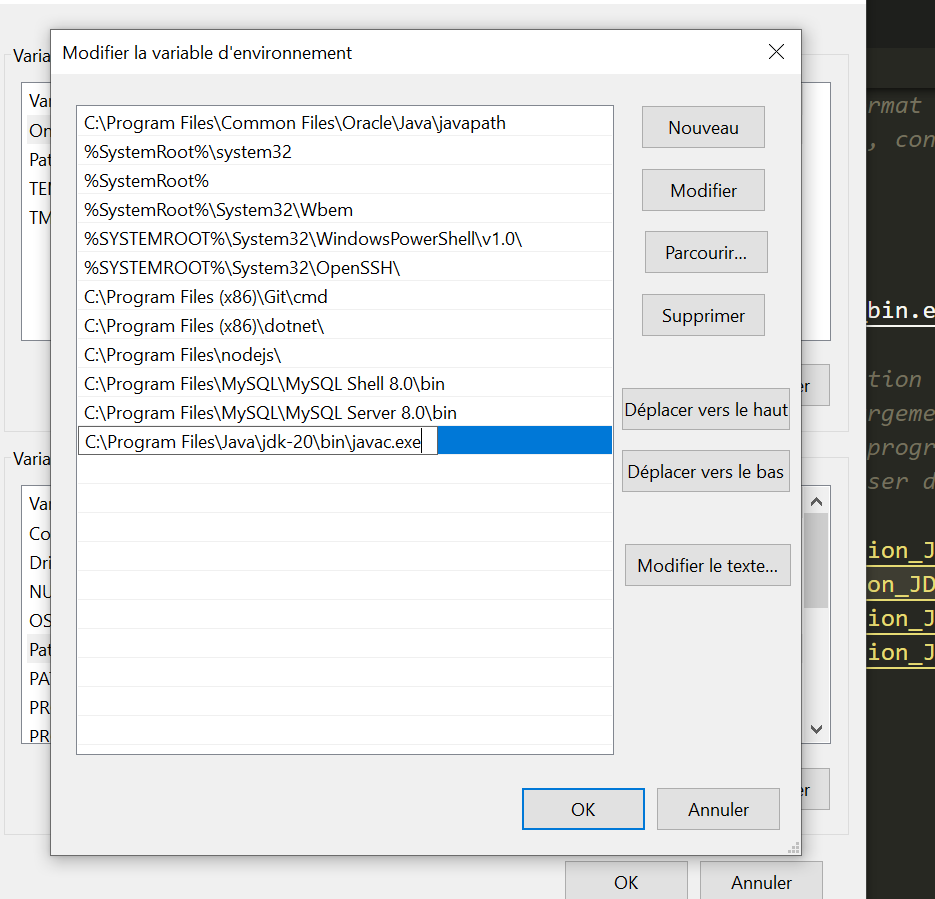 Modifier la variable d'environnement
C:\Program Files\Common Files\Oracle\Java\javapath
%SystemRoot%\system32
%SystemRoot%
%SystemRoot%\System32\Wbem
%SYSTEMROOT%\System32\WindowsPowerShell\v1.0\
%SYSTEMROOT%\System32\OpenSSH\
C:\Program Files (x86)\Git\cmd
C:\Program Files (x86)\dotnet\
C:\Program Files\nodejs\
C:\Program Files\MySQL\MySQL Shell 8.0\bin
C:\Program Files\MySQL\MySQL Server 8.0\bin
C:\Program Files\Java\jdk-20\bin\javac.exe
Nouveau
Modifier
Parcourir...
Supprimer
Déplacer vers le haut
Déplacer vers le bas
Modifier le texte...
OK
Annuler
Varia
Var
On
Pat
TEM
TM
er
Varia
Var
Co
Dri
NU
OS
Pat
PA
PR
PR
er
OK
Annuler
rmat
, con
bin.e
tion
rgeme
progr
ser d
ion_J
on_JD
ion_J
ion_J